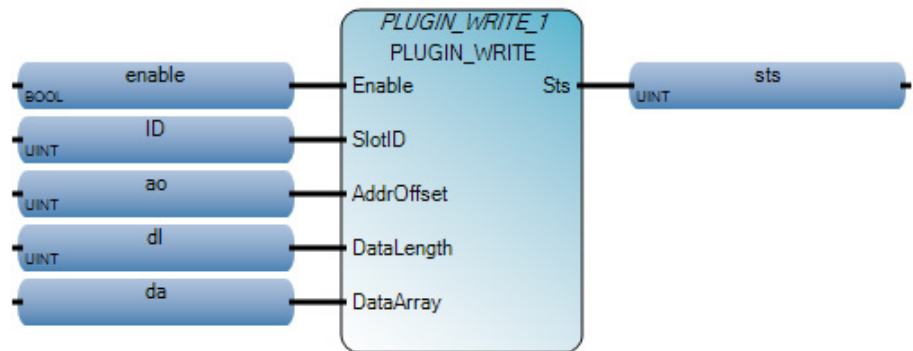 PLUGIN_WRITE_1
PLUGIN_WRITE
enable
BOOL
Enable
Sts
sts
UINT
ID
UINT
SlotID
ao
UINT
AddrOffset
dl
UINT
DataLength
da
DataArray